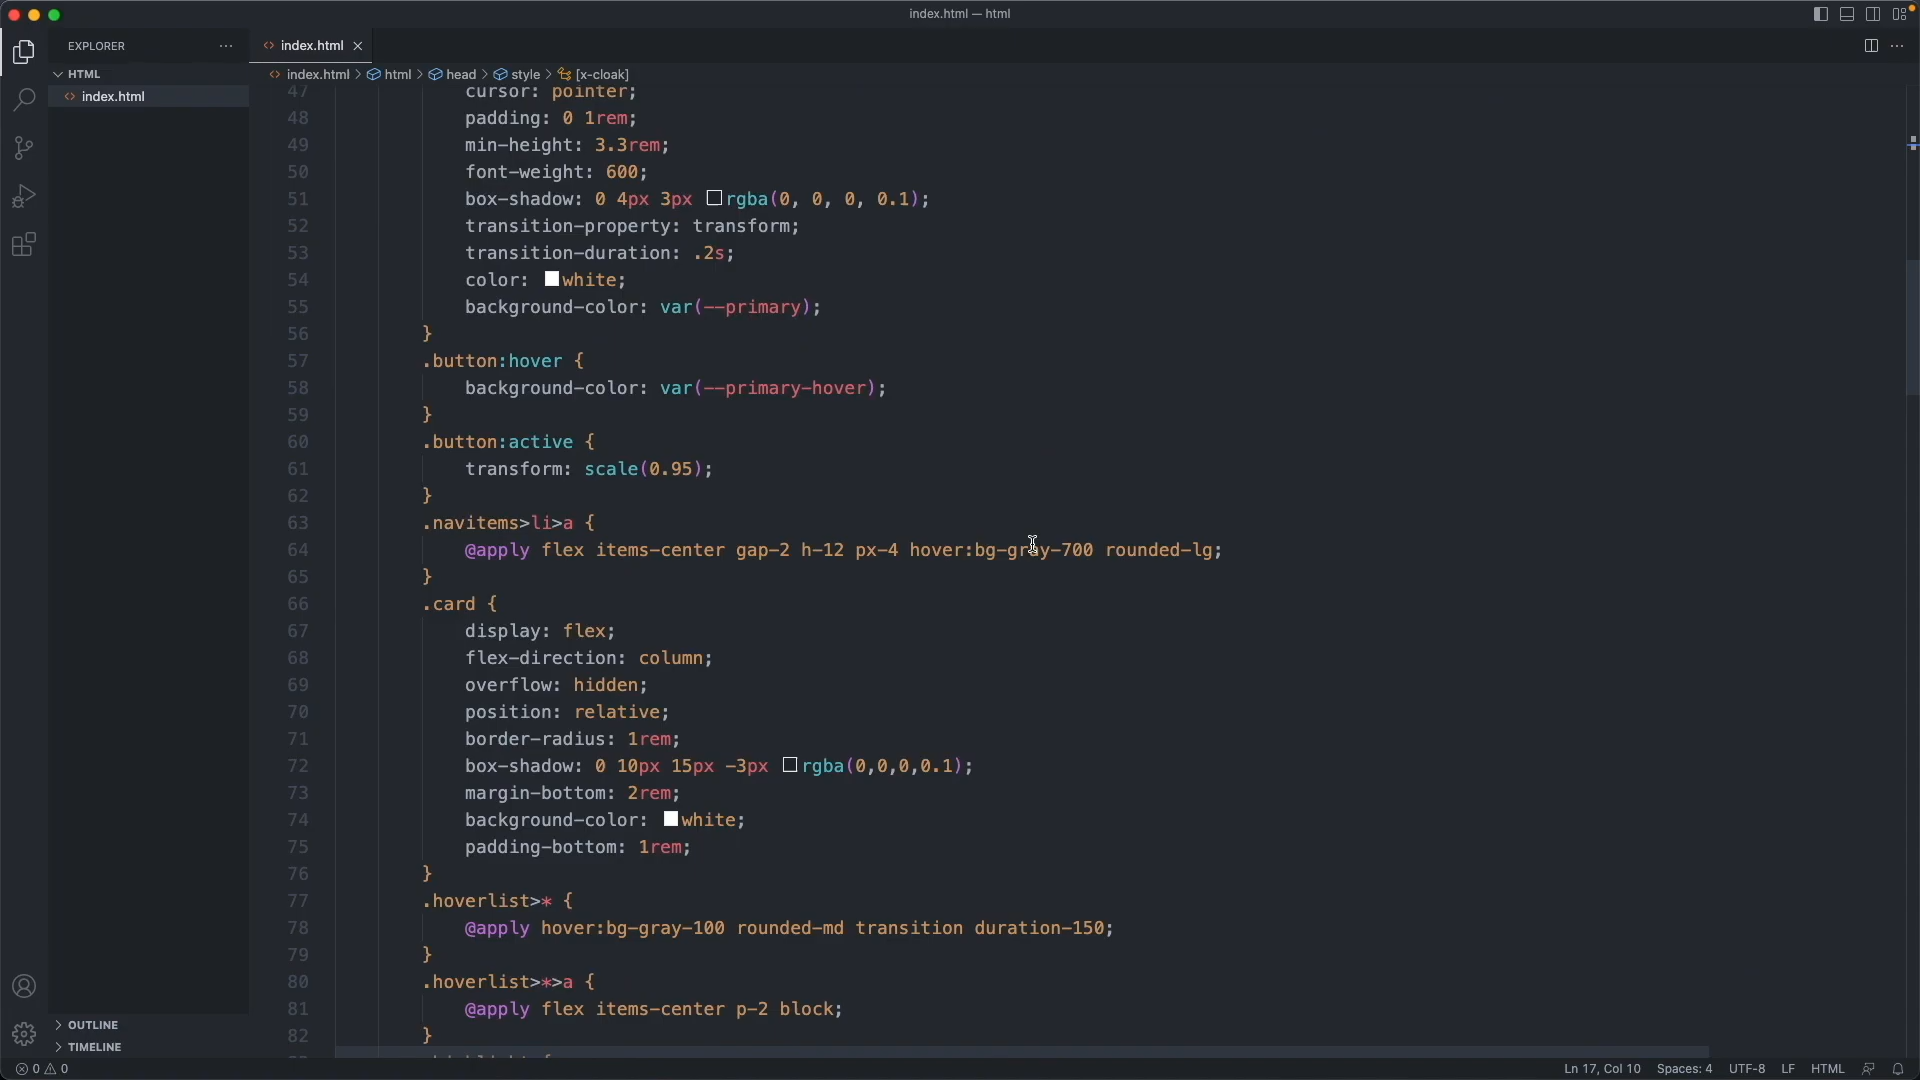 index.html — html
EXPLORER
index.html
HTML
index.html
index.html > html > head > style > [x-cloak]
47 cursor: pointer;
48 padding: 0 1rem;
49 min-height: 3.3rem;
50 font-weight: 600;
51 box-shadow: 0 4px 3px rgba(0, 0, 0, 0.1);
52 transition-property: transform;
53 transition-duration: .2s;
54 color: white;
55 background-color: var(--primary);
56 }
57 .button:hover {
58 background-color: var(--primary-hover);
59 }
60 .button:active {
61 transform: scale(0.95);
62 }
63 .navitems>li>a {
64 @apply flex items-center gap-2 h-12 px-4 hover:bg-gray-700 rounded-lg;
65 }
66 .card {
67 display: flex;
68 flex-direction: column;
69 overflow: hidden;
70 position: relative;
71 border-radius: 1rem;
72 box-shadow: 0 10px 15px -3px rgba(0,0,0,0.1);
73 margin-bottom: 2rem;
74 background-color: white;
75 padding-bottom: 1rem;
76 }
77 .hoverlist>* {
78 @apply hover:bg-gray-100 rounded-md transition duration-150;
79 }
80 .hoverlist>*>a {
81 @apply flex items-center p-2 block;
82 }
OUTLINE
TIMELINE
0 0
Ln 17, Col 10 Spaces: 4 UTF-8 LF HTML